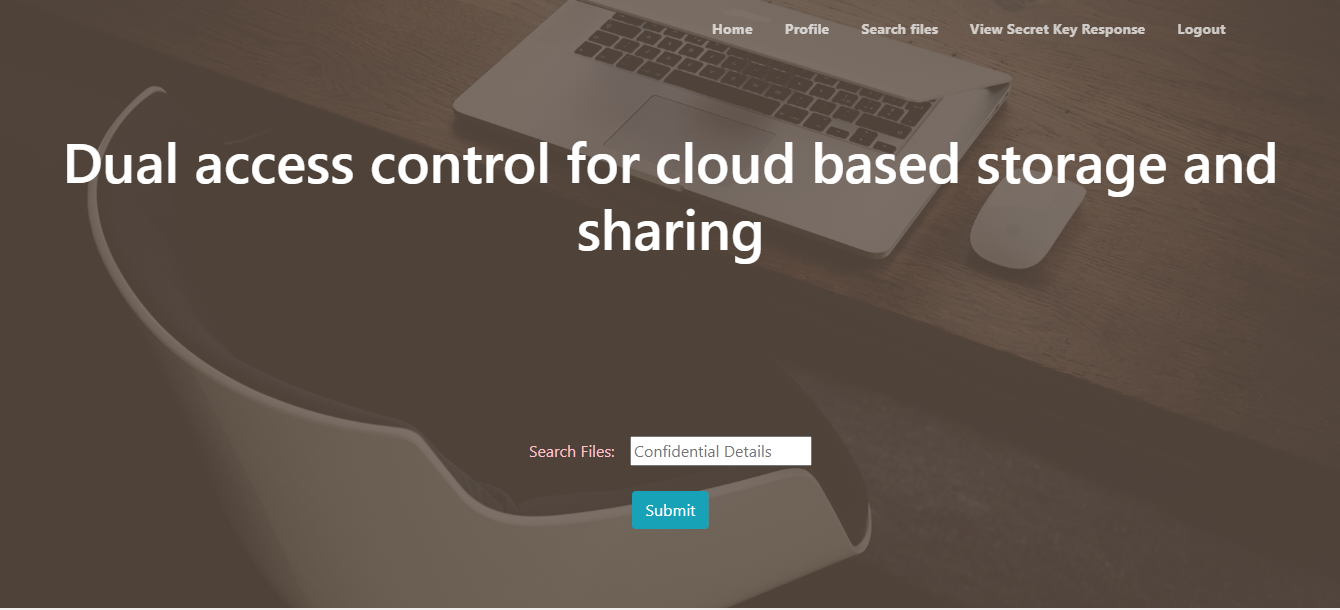 Home Profile Search files View Secret Key Response Logout
Dual access control for cloud based storage and
sharing
Search Files: Confidential Details
Submit